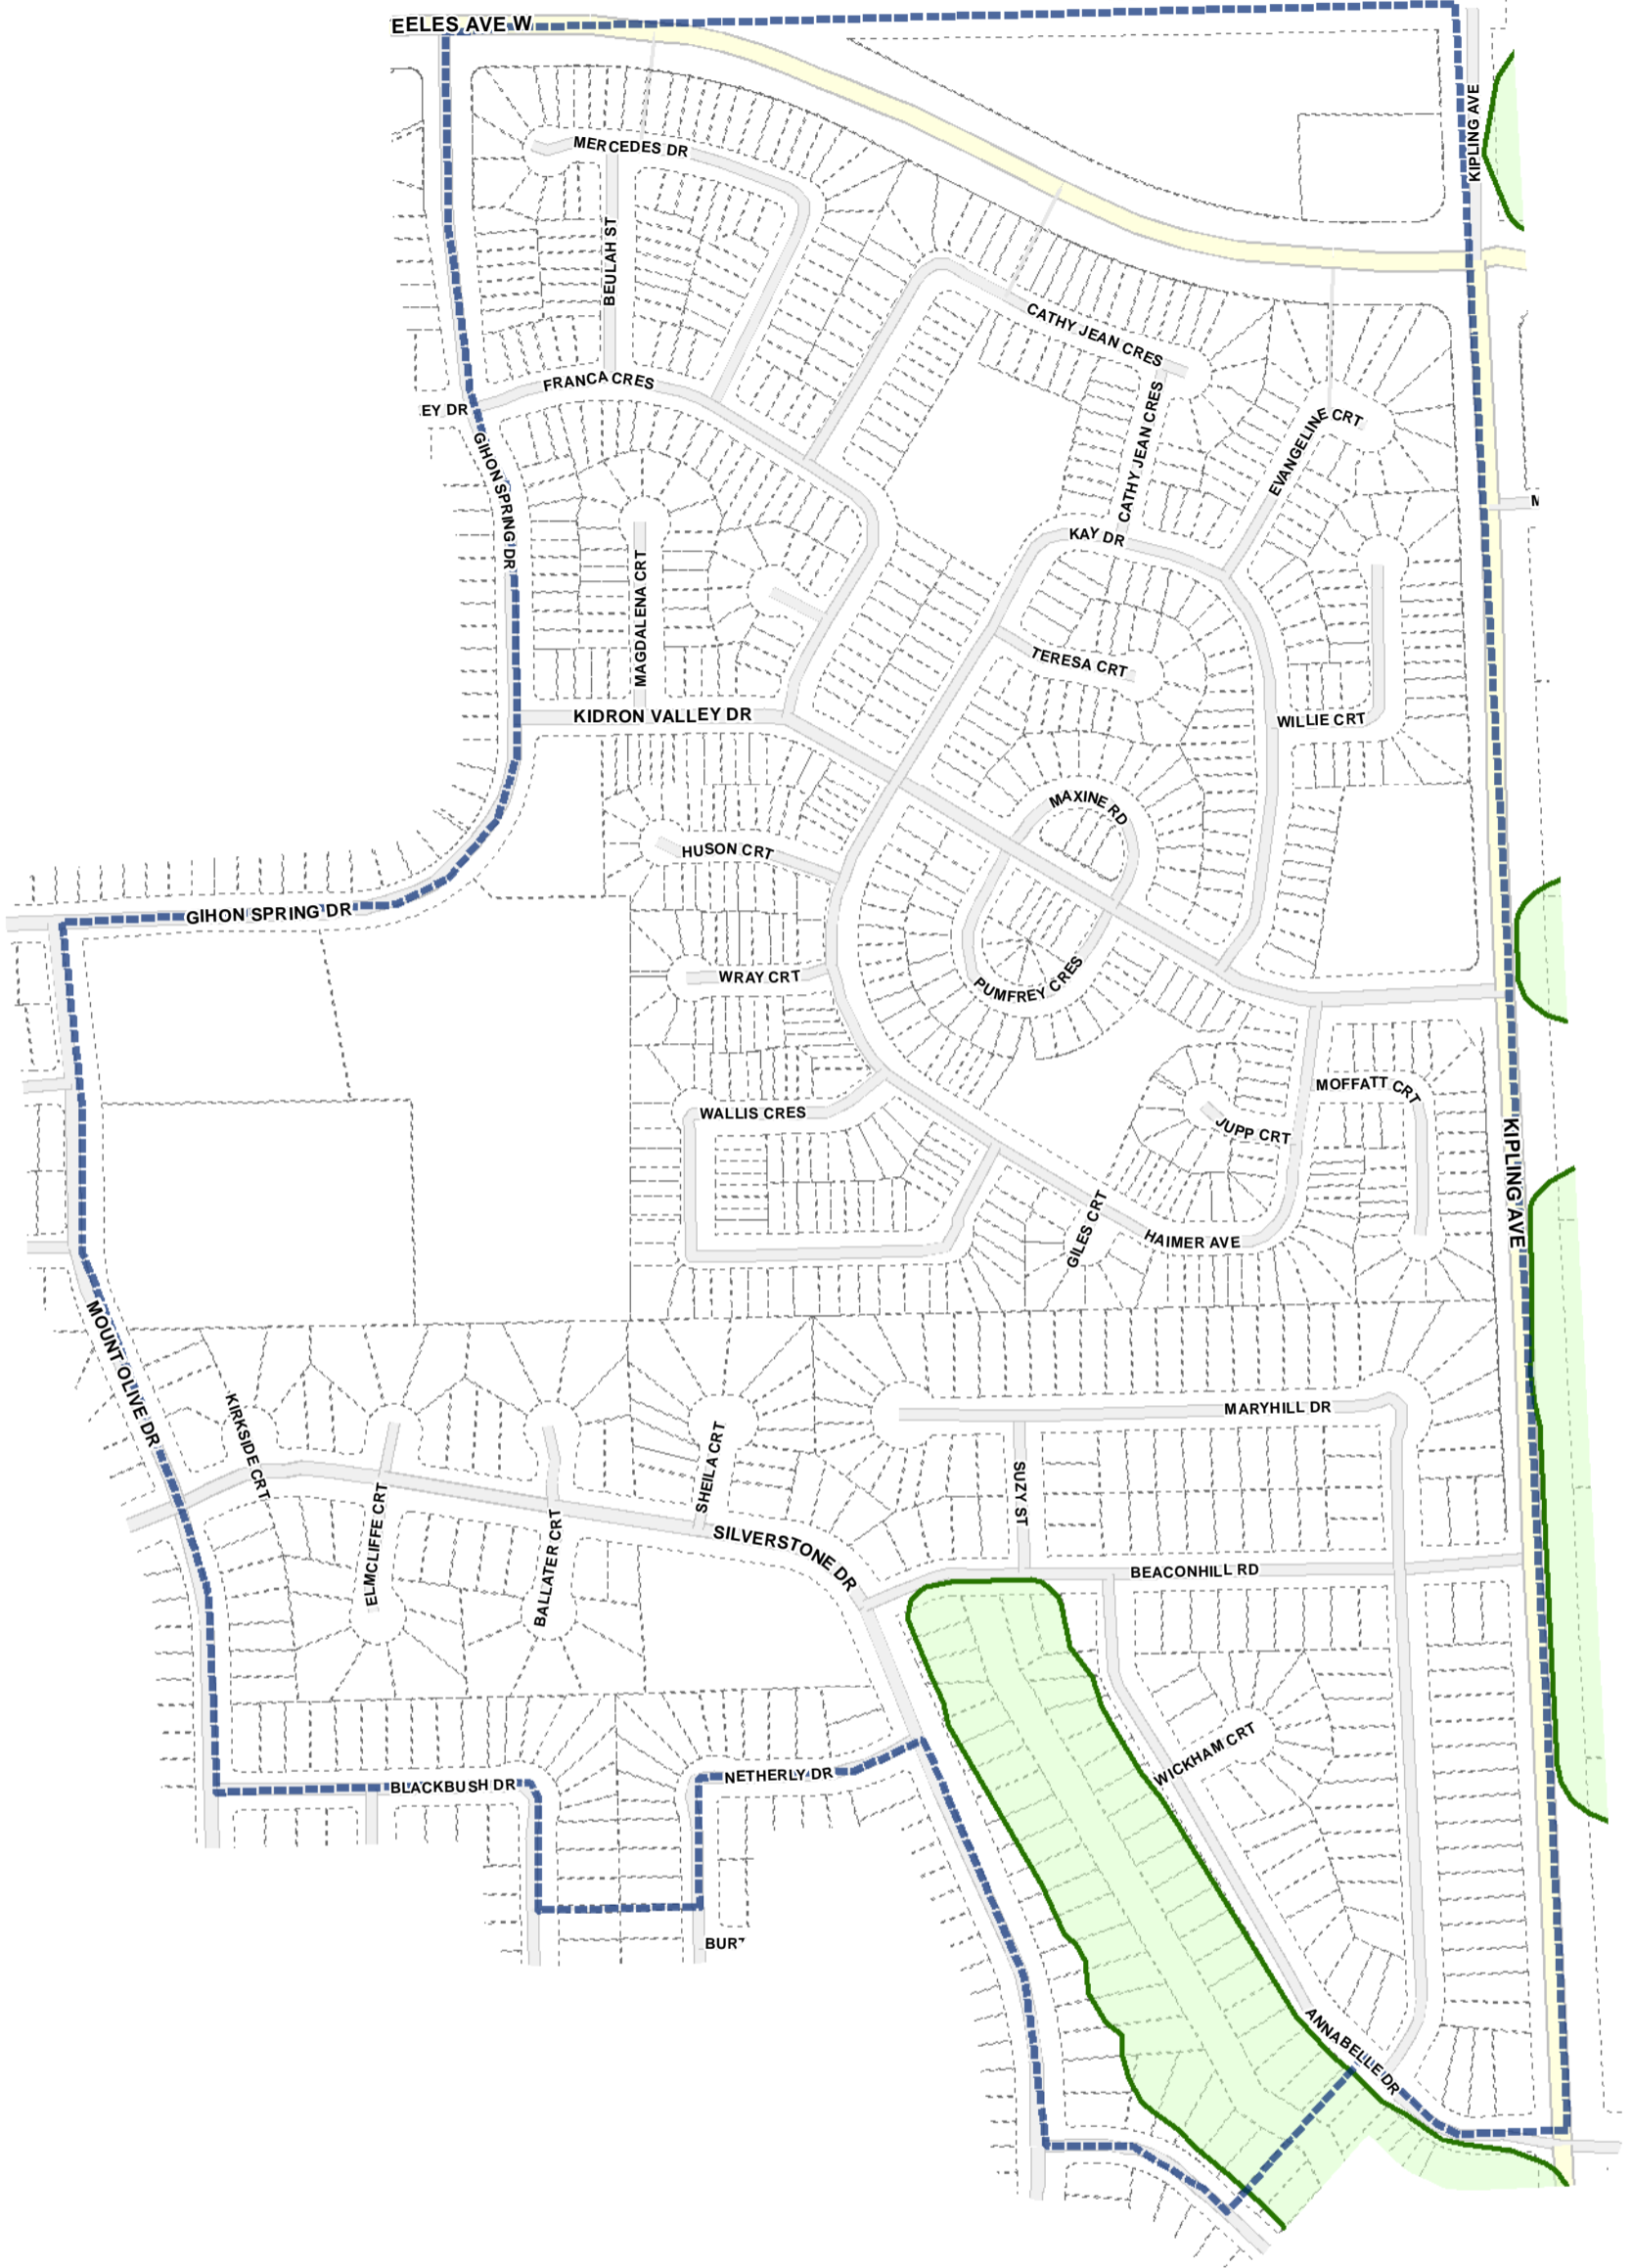 EELES AVE W
KIPLING AVE
MERCEDES DR
BEULAH ST
CATHY JEAN CRES
FRANCA CRES
EY DR
CATHY JEAN CRES
EVANGELINE CRT
GIHON SPRING DR
M
KAY DR
MAGDALENA CRT
TERESA CRT
KIDRON VALLEY DR
WILLIE CRT
MAXINE RD
HUSON CRT
GIHON SPRING DR
WRAY CRT
PUMFREY CRES
MOFFATT CRT
WALLIS CRES
JUPP CRT
KIPLING AVE
GILES CRT
HAIMER AVE
MOUNT OLIVE DR
MARYHILL DR
KIRKSIDE CRT
SHEILA CRT
SUZY ST
ELMCLIFFE CRT
BALLATER CRT
SILVERSTONE DR
BEACONHILL RD
WICKHAM CRT
NETHERLY DR
BLACKBUSH DR
BUR
ANNABELLE DR